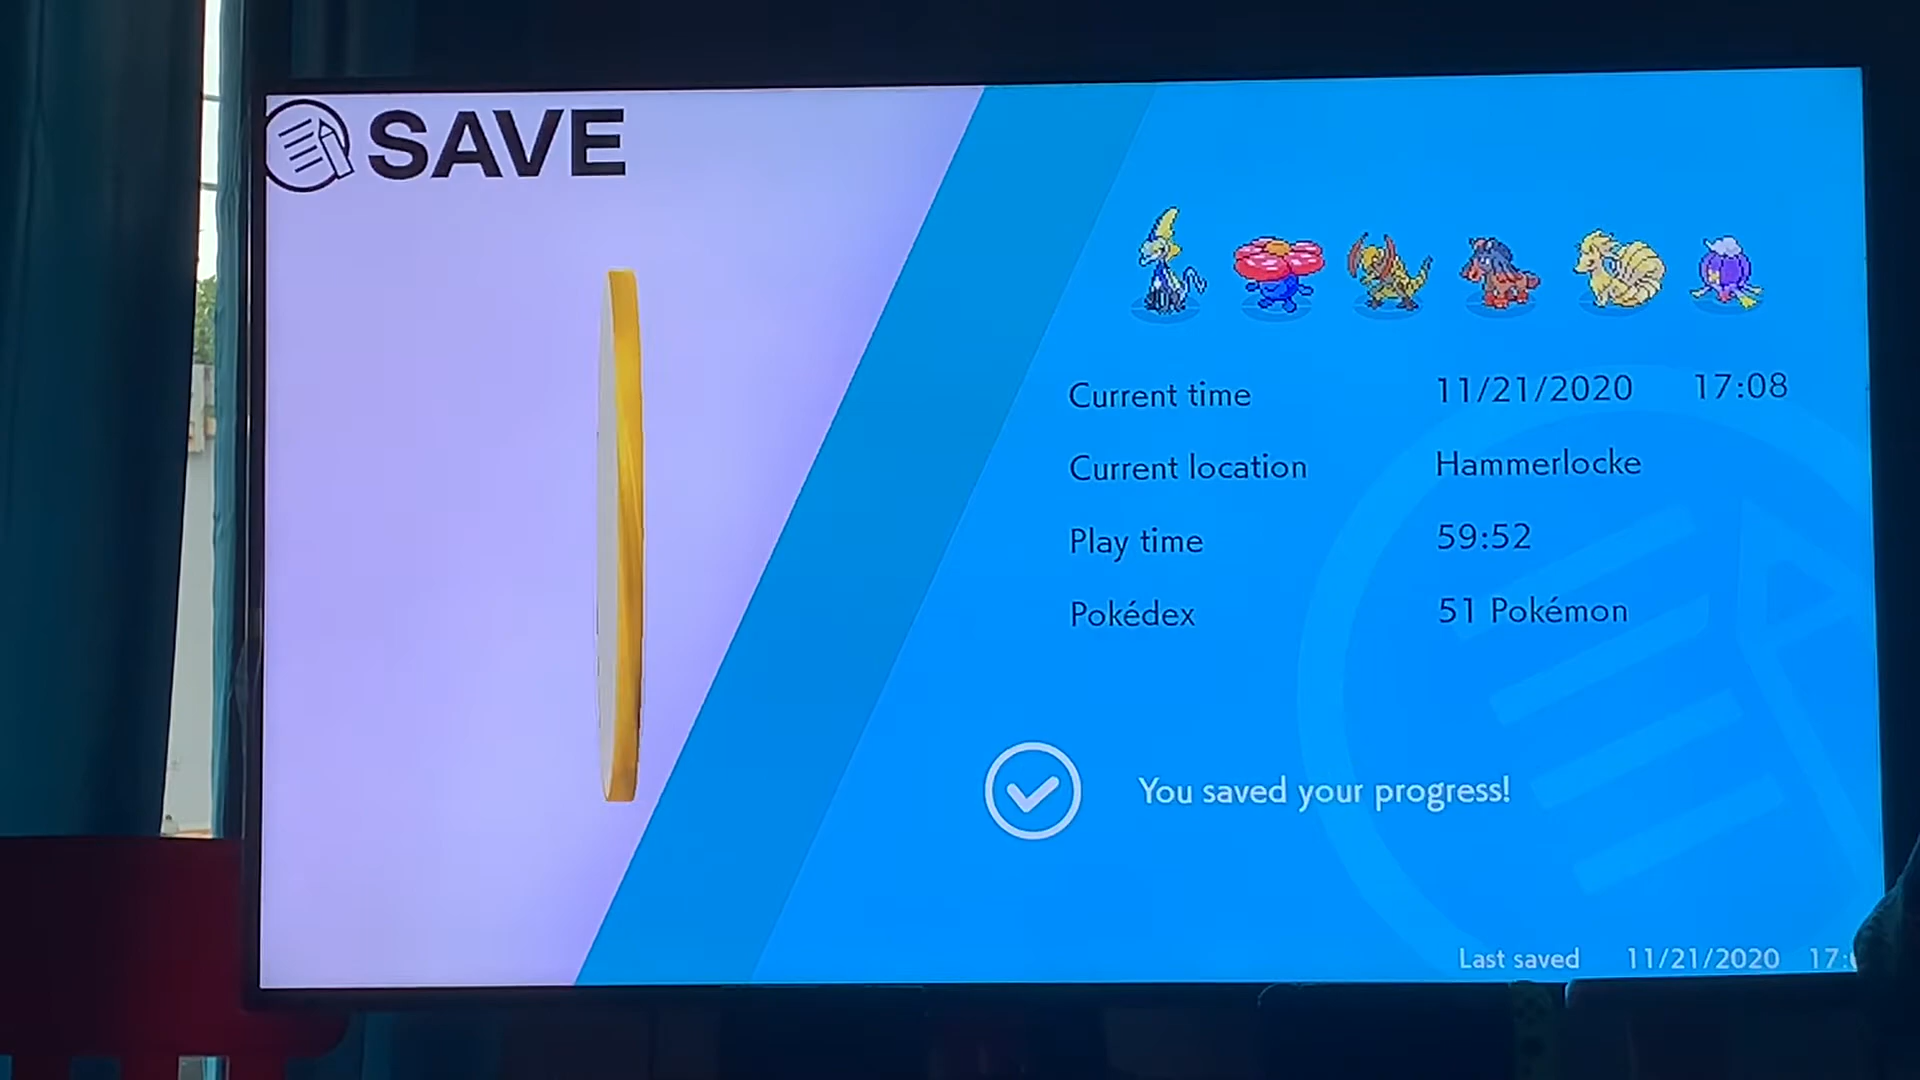 SAVE
Current time 11/21/2020 17:08
Current location Hammerlocke
Play time 59:52
Pokédex 51 Pokémon
You saved your progress!
Last saved 11/21/2020